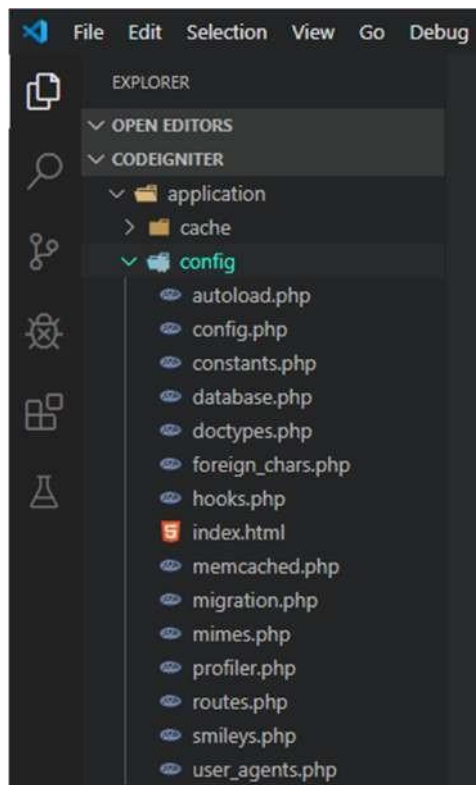 File Edit Selection View Go Debug
EXPLORER
OPEN EDITORS
CODEIGNITER
application
cache
config
autoload.php
config.php
constants.php
database.php
doctypes.php
foreign_chars.php
hooks.php
index.html
memcached.php
migration.php
mimes.php
profiler.php
routes.php
smileys.php
user_agents.php